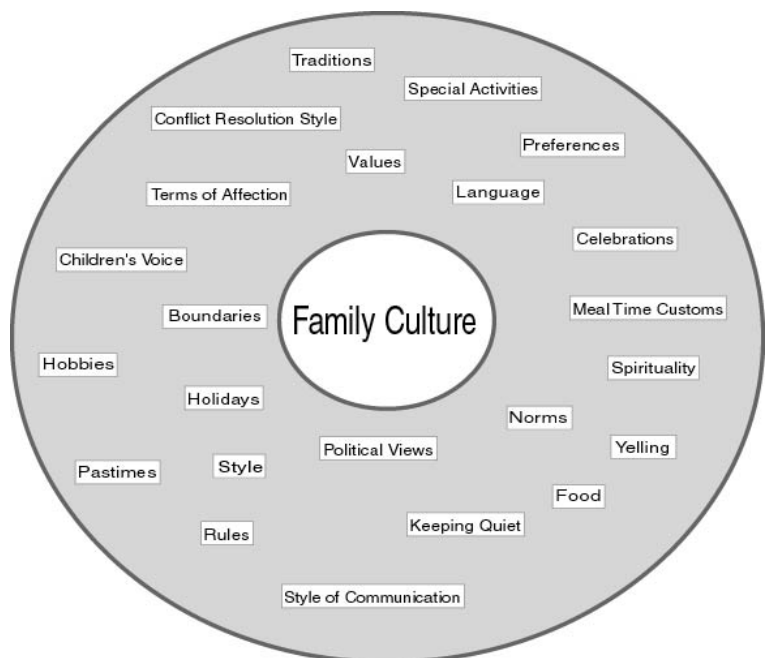 Traditions
Special Activities
Conflict Resolution Style
Preferences
Values
Language
Terms of Affection
Celebrations
Children's Voice
Meal Time Customs
Boundaries
Family Culture
Hobbies
Spirituality
Holidays
Norms
Political Views
Yelling
Pastimes
Style
Food
Keeping Quiet
Rules
Style of Communication